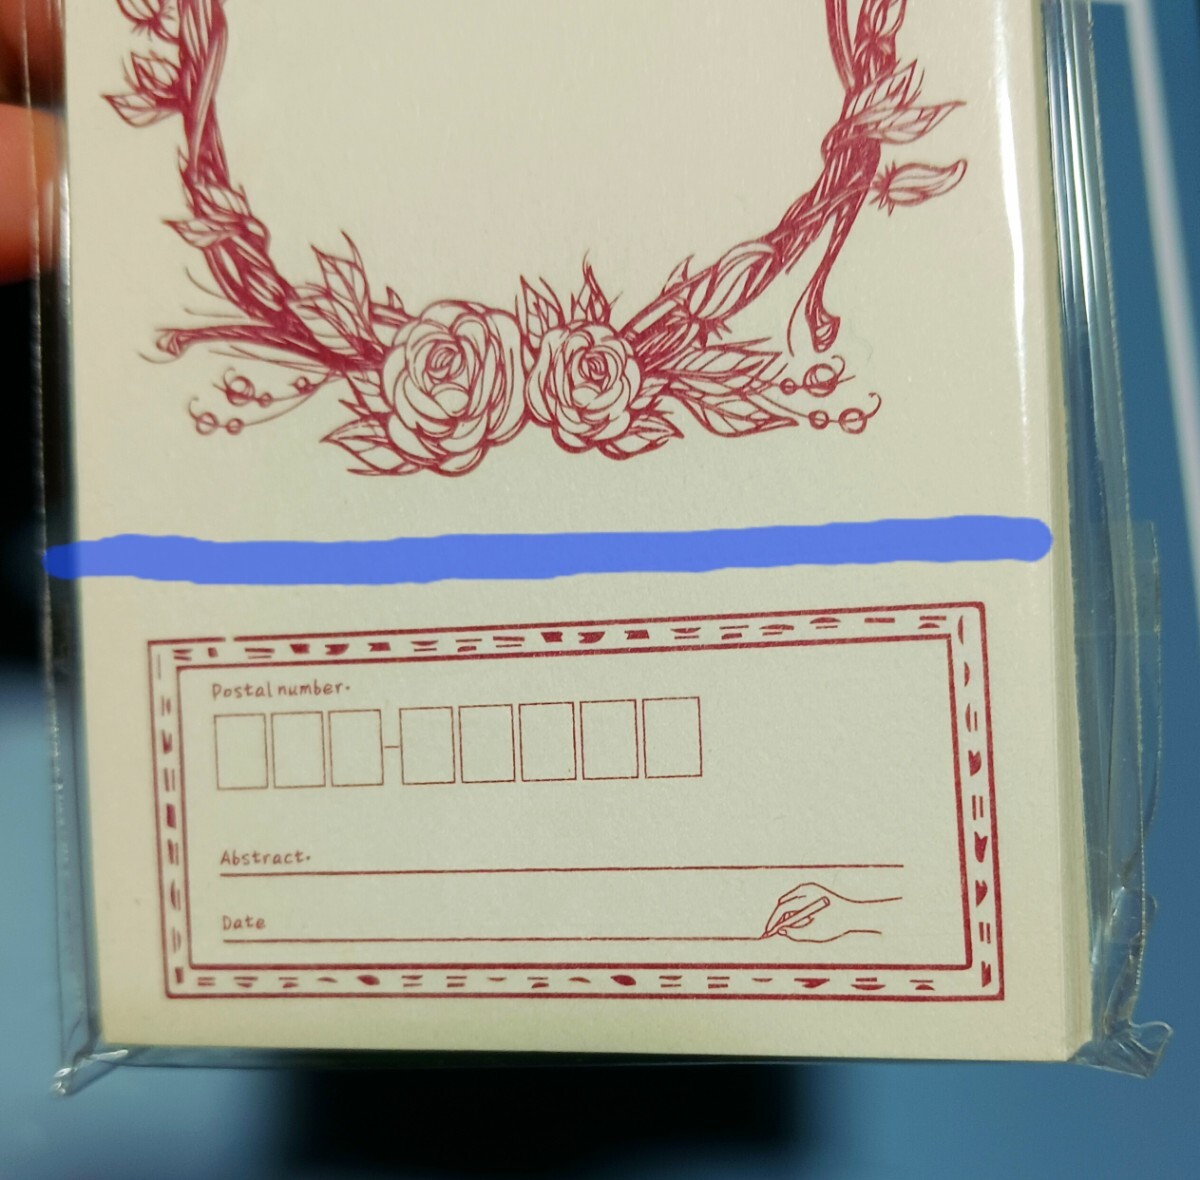 Postal number.
Abstract.
Date